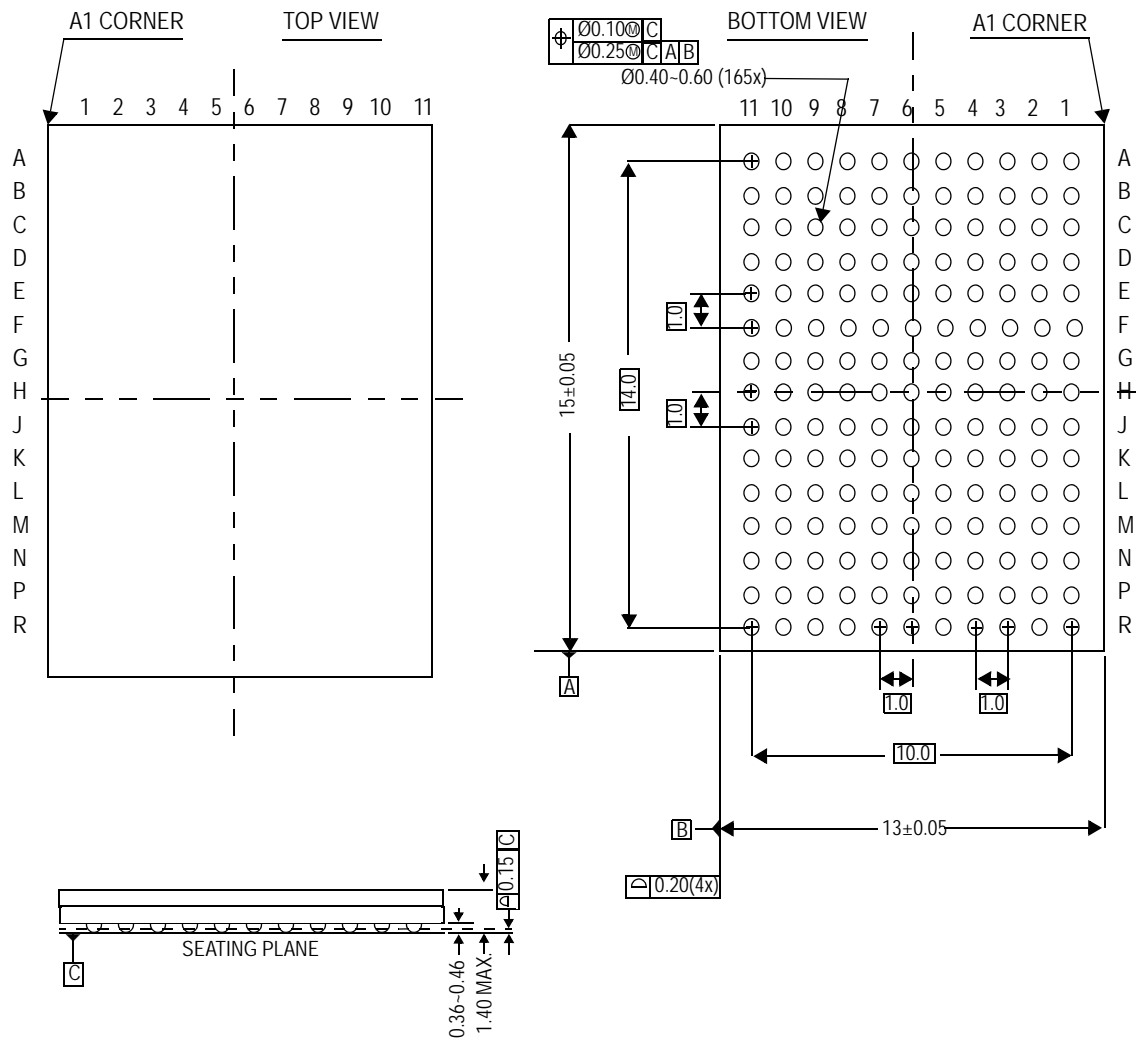 A1 CORNER
TOP VIEW
1 2 3 4 5 6 7 8 9 10 11
A
B
C
D
E
F
G
H
J
K
L
M
N
P
R
Ø0.10Ⓜ C
Ø0.25Ⓜ C A B
Ø0.40~0.60 (165x)
BOTTOM VIEW
A1 CORNER
11 10 9 8 7 6 5 4 3 2 1
A
B
C
D
E
F
G
H
J
K
L
M
N
P
R
15±0.05
14.0
1.0
1.0
A
1.0
1.0
10.0
B
13±0.05
0.20(4x)
0.15 C
SEATING PLANE
C
0.36~0.46
1.40 MAX.